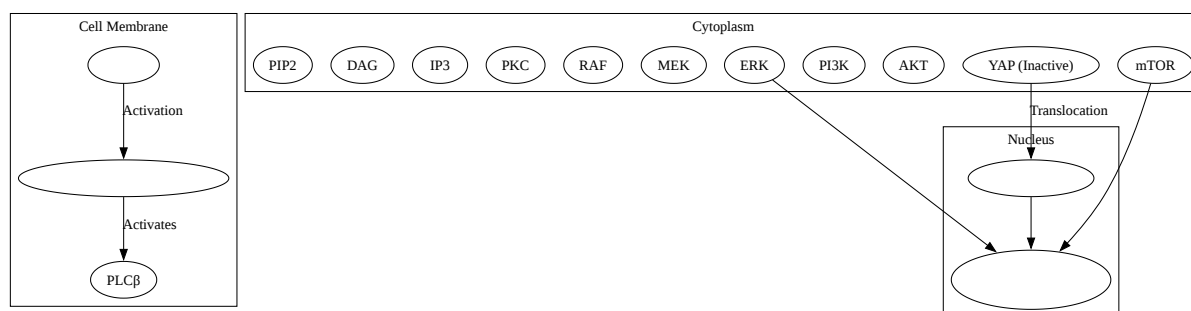 Cell Membrane
Cytoplasm
PIP2
DAG
IP3
PKC
RAF
MEK
ERK
PI3K
AKT
YAP (Inactive)
mTOR
Activation
Translocation
Nucleus
Activates
PLCβ